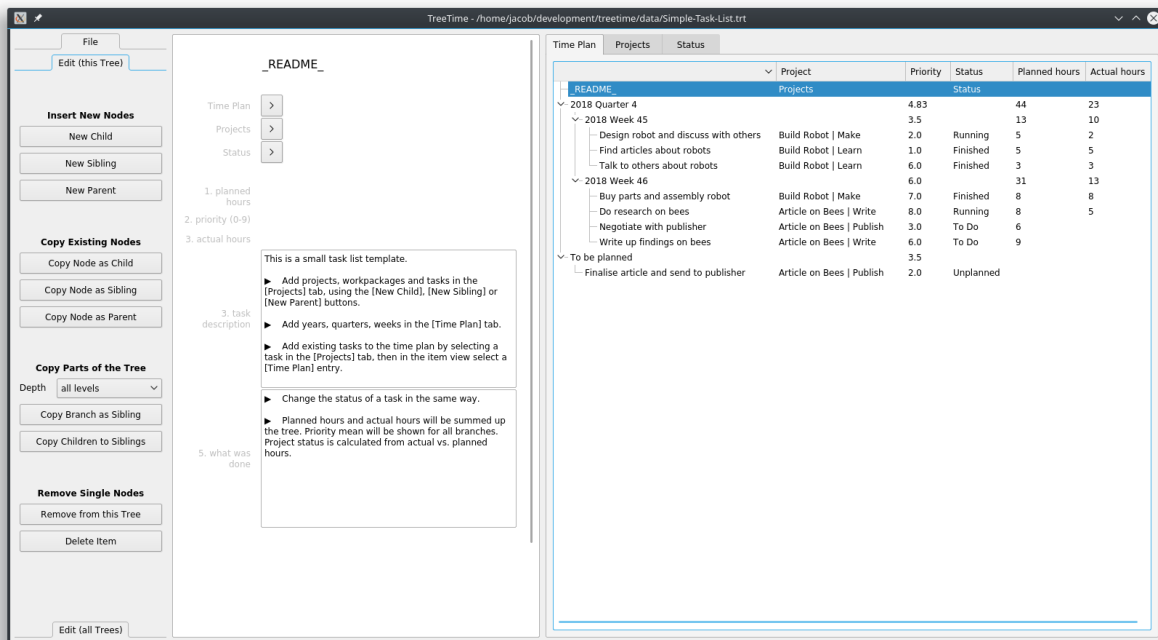 TreeTime - /home/jacob/development/treetime/data/Simple-Task-List.trt
File
Edit (this Tree)
Insert New Nodes
New Child
New Sibling
New Parent
Copy Existing Nodes
Copy Node as Child
Copy Node as Sibling
Copy Node as Parent
Copy Parts of the Tree
Depth all levels
Copy Branch as Sibling
Copy Children to Siblings
Remove Single Nodes
Remove from this Tree
Delete Item
Edit (all Trees)
_README_
Time Plan >
Projects >
Status >
1. planned
hours
2. priority (0-9)
3. actual hours
3. task
description
This is a small task list template.
► Add projects, workpackages and tasks in the
[Projects] tab, using the [New Child], [New Sibling] or
[New Parent] buttons.
► Add years, quarters, weeks in the [Time Plan] tab.
► Add existing tasks to the time plan by selecting a
task in the [Projects] tab, then in the item view select a
[Time Plan] entry.
5. what was
done
► Change the status of a task in the same way.
► Planned hours and actual hours will be summed up
the tree. Priority mean will be shown for all branches.
Project status is calculated from actual vs. planned
hours.
Time Plan Projects Status
Project Priority Status Planned hours Actual hours
_README_ Projects Status
2018 Quarter 4 4.83 44 23
2018 Week 45 3.5 13 10
Design robot and discuss with others Build Robot | Make 2.0 Running 5 2
Find articles about robots Build Robot | Learn 1.0 Finished 5 5
Talk to others about robots Build Robot | Learn 6.0 Finished 3 3
2018 Week 46 6.0 31 13
Buy parts and assembly robot Build Robot | Make 7.0 Finished 8 8
Do research on bees Article on Bees | Write 8.0 Running 8 5
Negotiate with publisher Article on Bees | Publish 3.0 To Do 6
Write up findings on bees Article on Bees | Write 6.0 To Do 9
To be planned 3.5
Finalise article and send to publisher Article on Bees | Publish 2.0 Unplanned